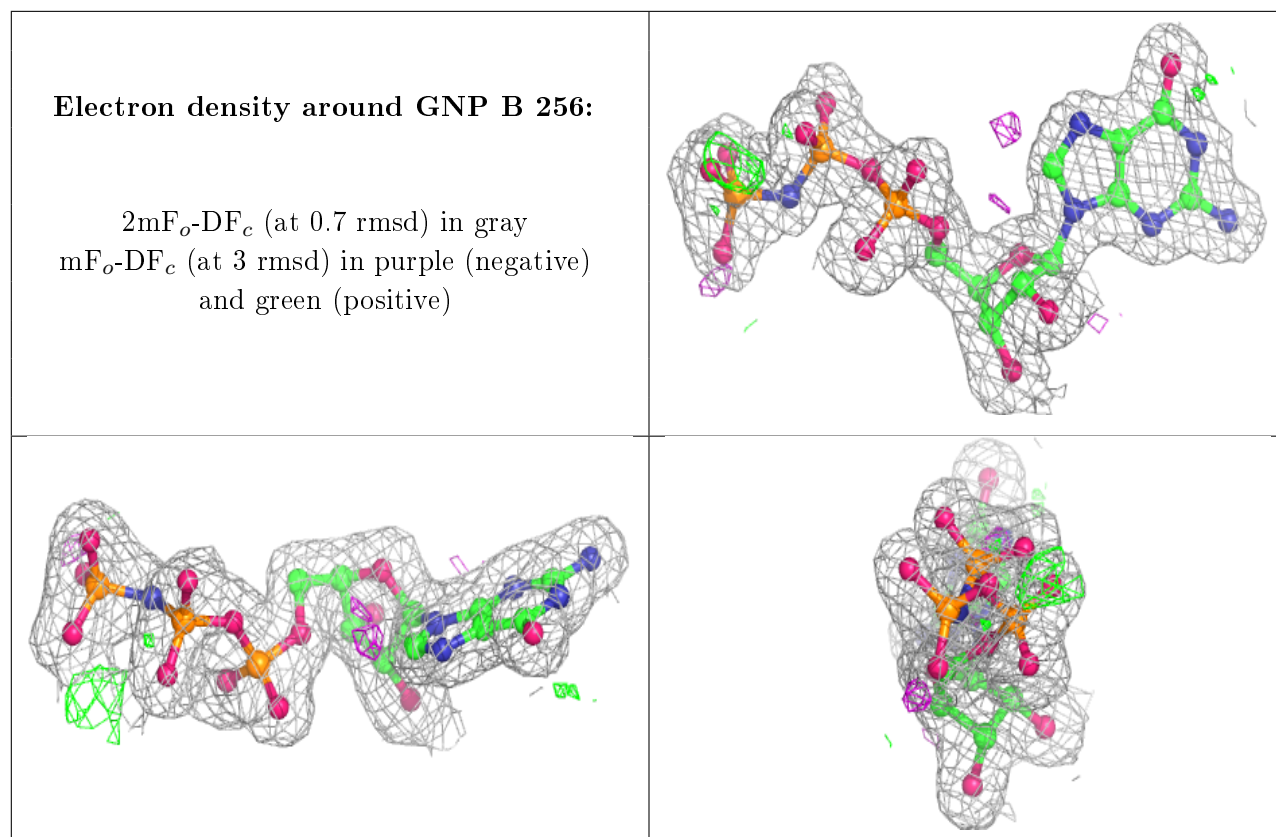 Electron density around GNP B 256:
2mFo-DFc (at 0.7 rmsd) in gray
mFo-DFc (at 3 rmsd) in purple (negative)
and green (positive)